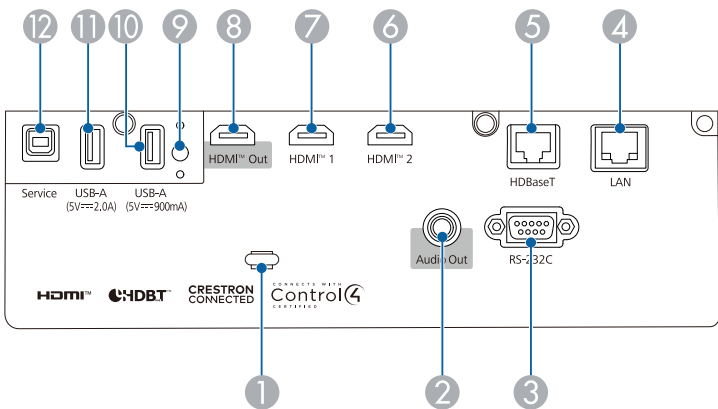 12 11 10 9 8 7 6 5 4
HDMI™ Out HDMI™ 1 HDMI™ 2
Service USB-A USB-A HDBaseT LAN
(5V⎓2.0A) (5V⎓900mA)
Audio Out RS-232C
HDMI™ HDBT CRESTRON CONNECTS WITH
CONNECTED Control4
CERTIFIED
1 2 3